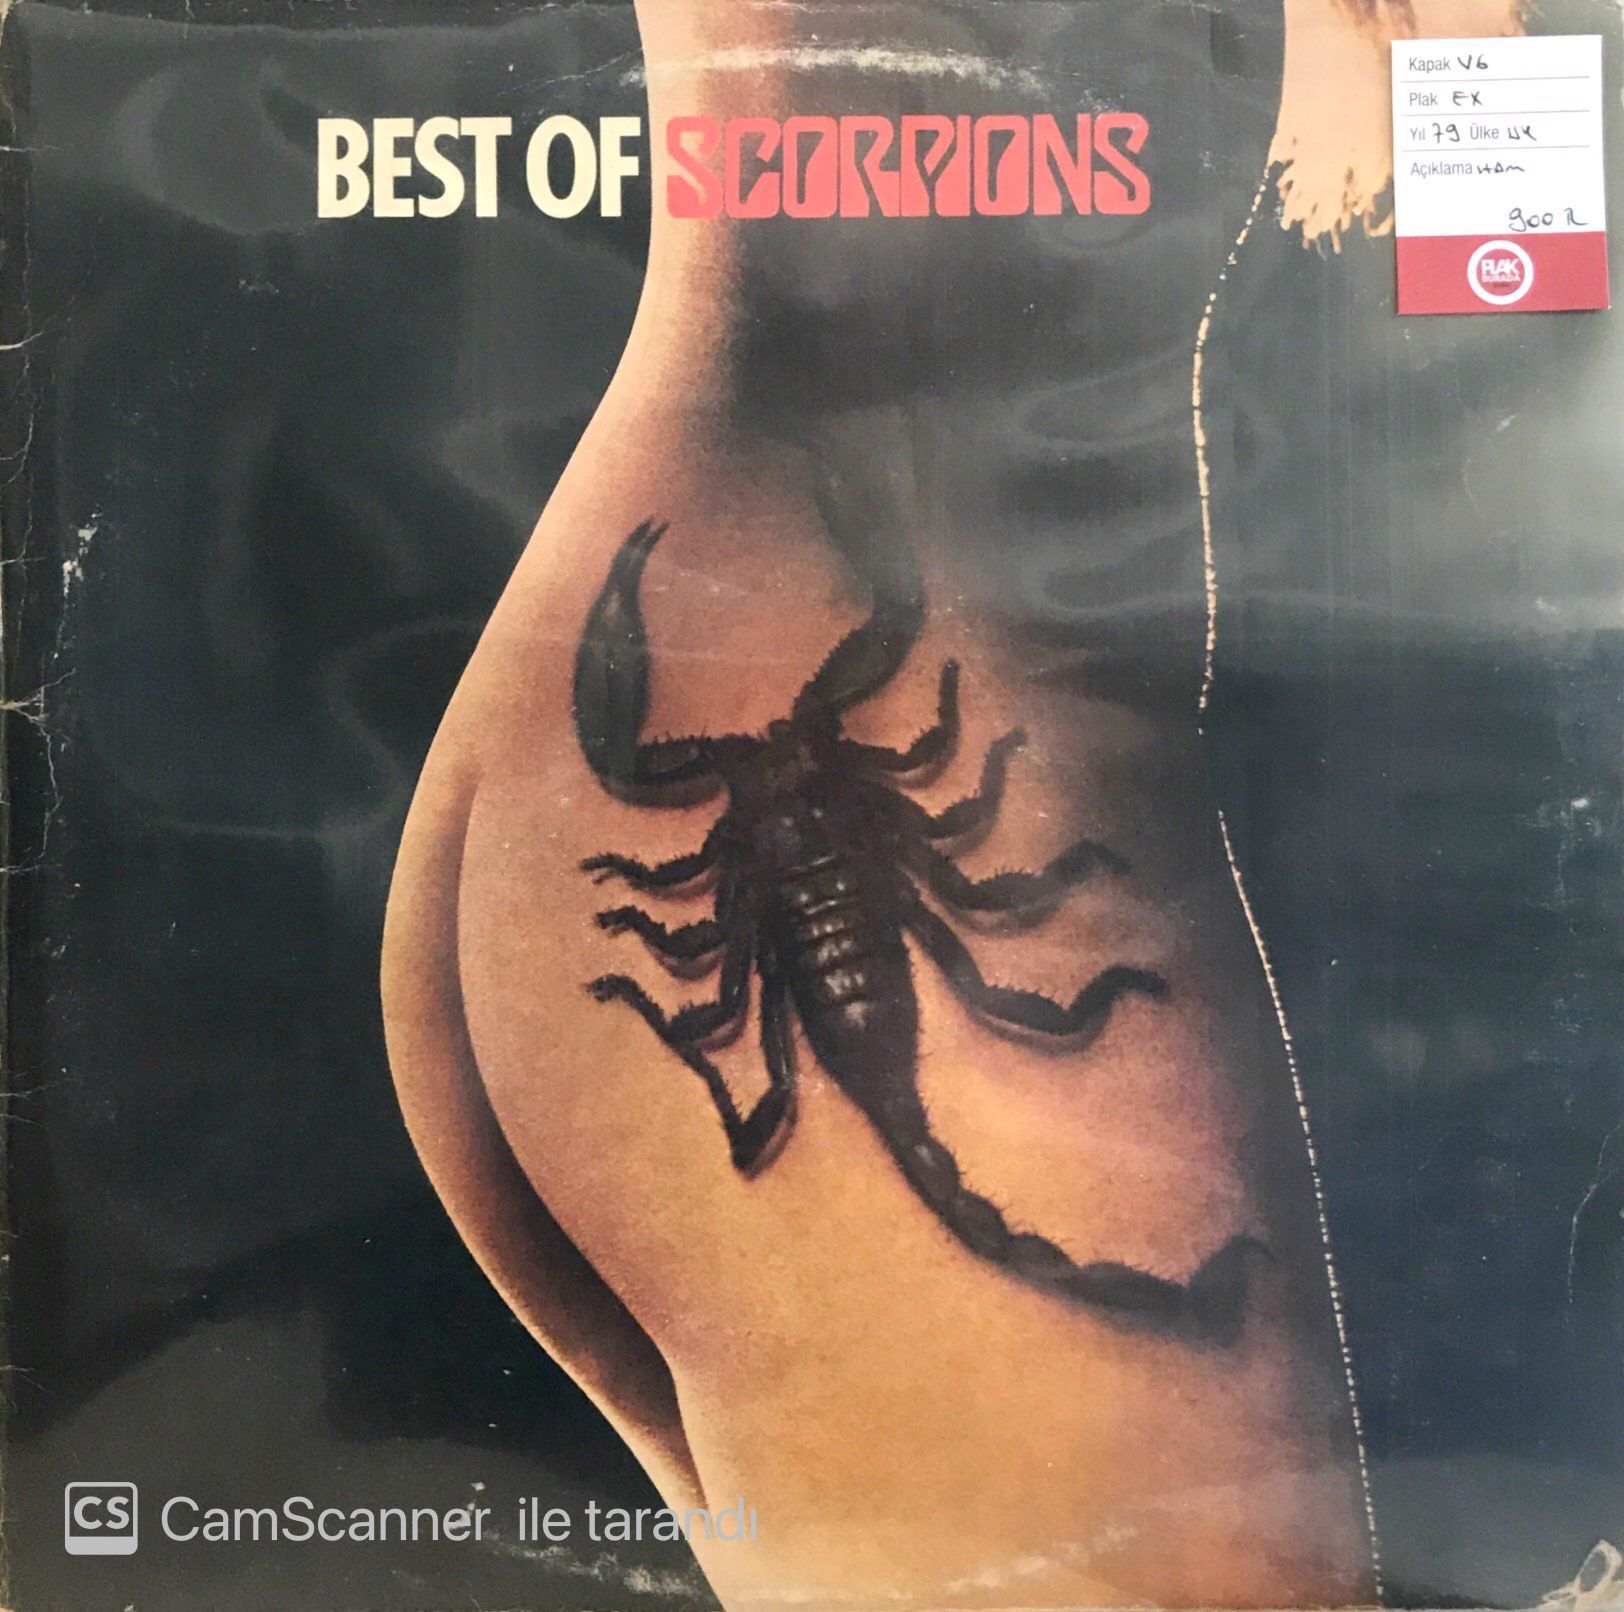 BEST OF SCORPIONS
Kapak VG
Plak EX
Yıl 79 Ülke UK
Açıklama
900 TL
PLAK
BURADA
CS CamScanner ile tarandı